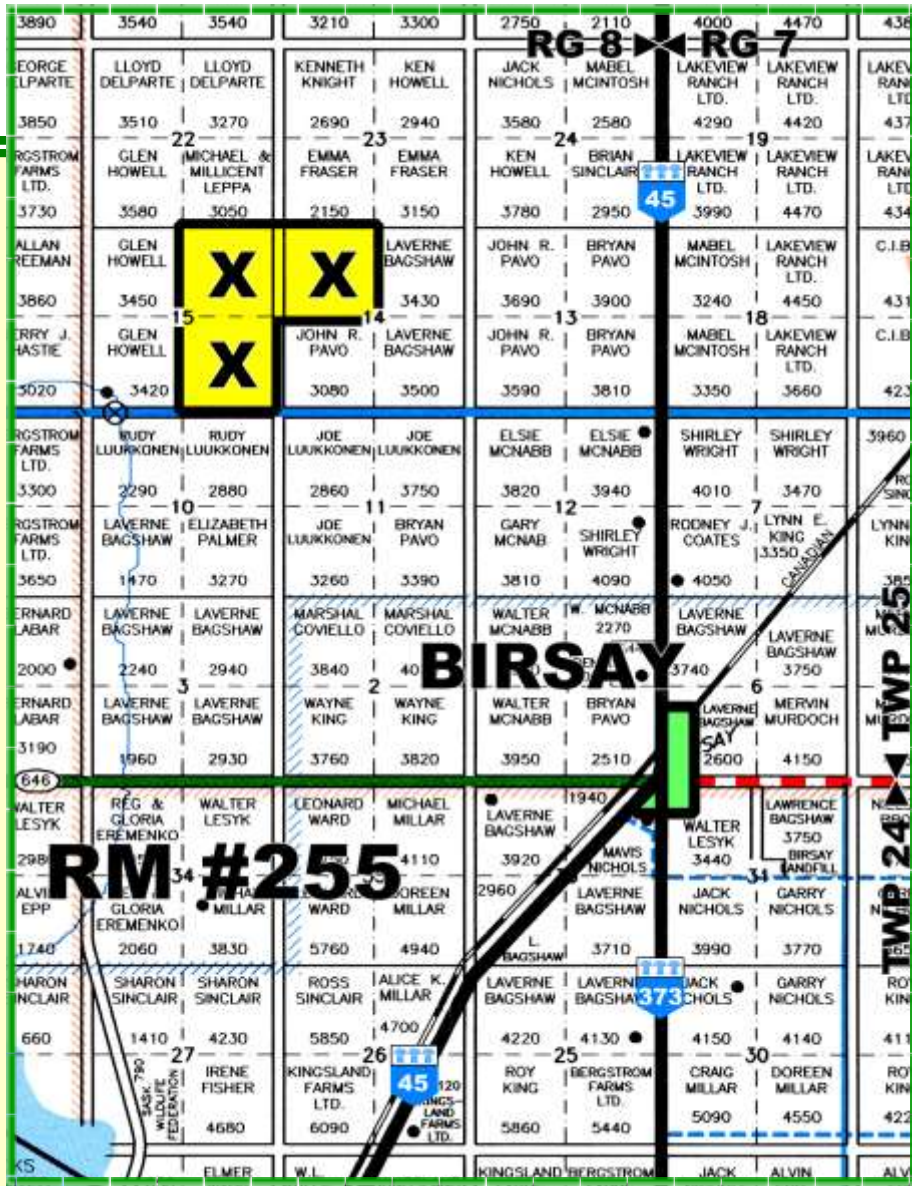 3890 3540 3540 3210 3300 2750 2110 4000 4470
RG 8 RG 7
LLOYD DELPARTE LLOYD DELPARTE KENNETH KNIGHT KEN HOWELL JACK NICHOLS MABEL MCINTOSH LAKEVIEW RANCH LTD. LAKEVIEW RANCH LTD.
3850 3510 3270 2690 2940 3580 2580 4290 4420
22 23 24 19
FARMS LTD. GLEN HOWELL MICHAEL & MILLICENT LEPPA EMMA FRASER EMMA FRASER KEN HOWELL BRIAN SINCLAIR LAKEVIEW RANCH LTD. LAKEVIEW RANCH LTD.
45
3730 3580 3050 2150 3150 3780 2950 3990 4470
ALLAN GLEN HOWELL X X LAVERNE BAGSHAW JOHN R. PAVO BRYAN PAVO MABEL MCINTOSH LAKEVIEW RANCH LTD. C.I.B
3860 3450 3430 3690 3900 3240 4450
15 14 13 18
GLEN HOWELL X JOHN R. PAVO LAVERNE BAGSHAW JOHN R. PAVO BRYAN PAVO MABEL MCINTOSH LAKEVIEW RANCH LTD. C.I.B
3020 3420 3080 3500 3590 3810 3350 3660
FARMS LTD. RUDY LUUKKONEN RUDY LUUKKONEN JOE LUUKKONEN JOE LUUKKONEN ELSIE MCNABB ELSIE MCNABB SHIRLEY WRIGHT SHIRLEY WRIGHT 3960
3300 2290 2880 2860 3750 3820 3940 4010 3470
10 11 12 7
FARMS LTD. LAVERNE BAGSHAW ELIZABETH PALMER JOE LUUKKONEN BRYAN PAVO GARY MCNAB SHIRLEY WRIGHT RODNEY J. COATES LYNN E. KING 3350 CANADIAN
3650 1470 3270 3260 3390 3810 4090 4050
LAVERNE BAGSHAW LAVERNE BAGSHAW MARSHAL COVIELLO MARSHAL COVIELLO WALTER MCNABB W. MCNABB 2270 LAVERNE BAGSHAW LAVERNE BAGSHAW
2000 2240 2940 3840 3740 3750
BIRSAY
TWP 25
3 2 6
LAVERNE BAGSHAW LAVERNE BAGSHAW WAYNE KING WAYNE KING WALTER MCNABB BRYAN PAVO LAVERNE BAGSHAW MERVIN MURDOCH
SAY
3190 1960 2930 3760 3820 3950 2510 2600 4150
646
TWP 24
WALTER LESYK REG & GLORIA EREMENKO WALTER LESYK LEONARD WARD MICHAEL MILLAR LAVERNE BAGSHAW 1940 MAVIS NICHOLS WALTER LESYK LAWRENCE BAGSHAW 3750 BIRSAY LANDFILL
4110 3920 3440
RM #255
34 31
EPP GLORIA EREMENKO MILLAR WARD DOREEN MILLAR 2960 L. BAGSHAW LAVERNE BAGSHAW JACK NICHOLS GARRY NICHOLS
1740 2060 3830 5760 4940 3710 3990 3770
SHARON SINCLAIR SHARON SINCLAIR ROSS SINCLAIR ALICE K. MILLAR LAVERNE BAGSHAW 373 GARRY NICHOLS
660 1410 4230 5850 4700 4220 4130 4150 4140
27 26 25 30
790 SASK. WILDLIFE FEDERATION IRENE FISHER KINGSLAND FARMS LTD. 45 LAND FARMS LTD. ROY KING BERGSTROM FARMS LTD. CRAIG MILLAR DOREEN MILLAR
4680 6090 5860 5440 5090 4550
ELMER W.L. KINGSLAND BERGSTROM JACK ALVIN